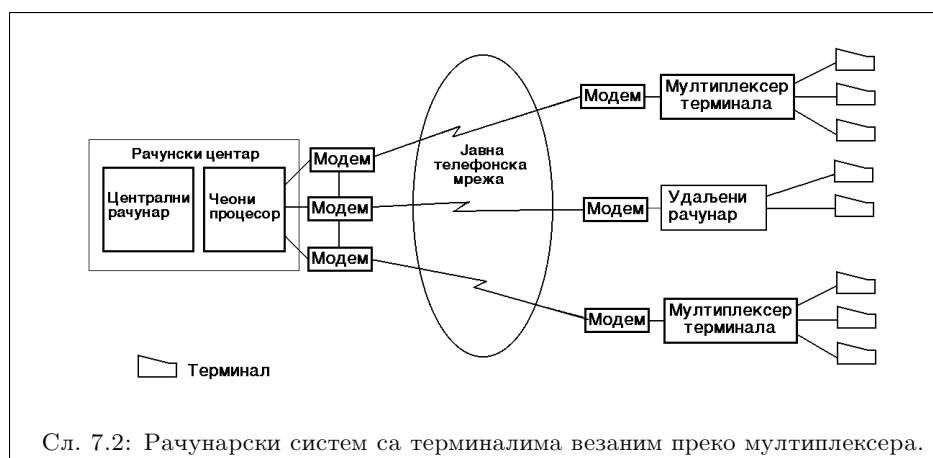 Рачунски центар
Централни
рачунар
Чеони
процесор
Модем
Модем
Модем
Јавна
телефонска
мрежа
Модем
Мултиплексер
терминала
Модем
Удаљени
рачунар
Модем
Мултиплексер
терминала
Терминал
Сл. 7.2: Рачунарски систем са терминалима везаним преко мултиплексера.